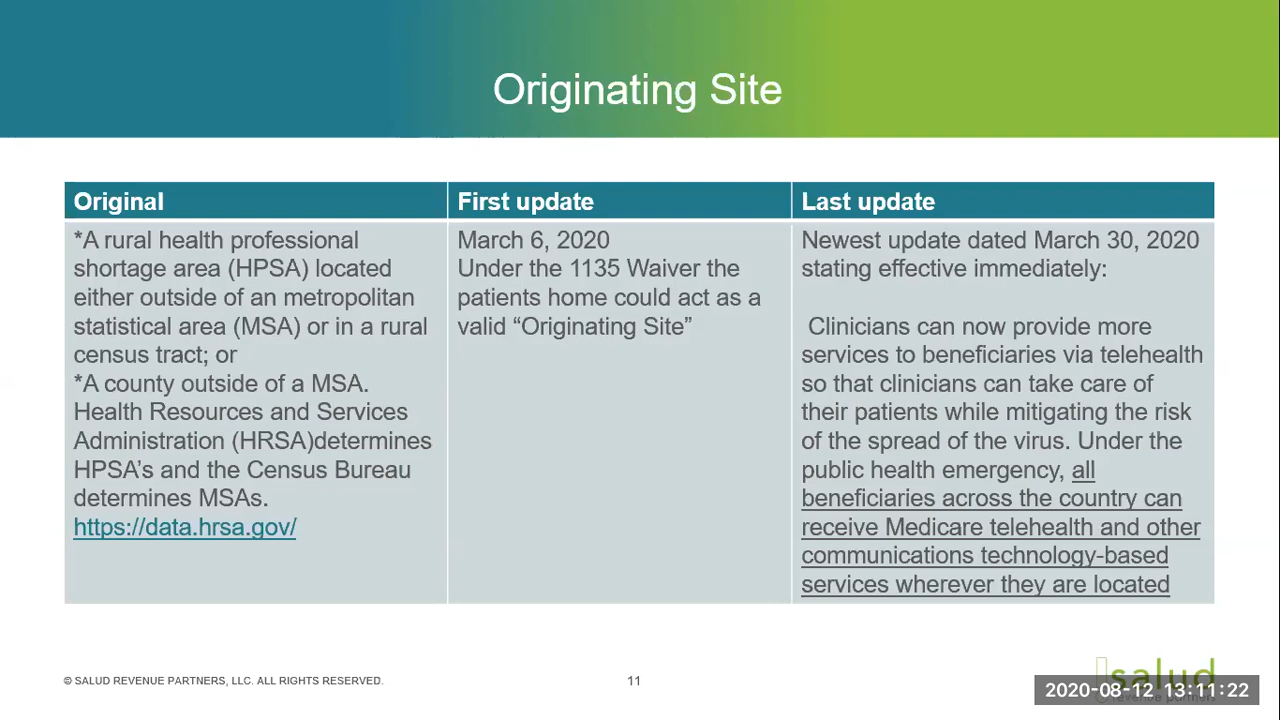 Originating Site
Original
*A rural health professional
shortage area (HPSA) located
either outside of an metropolitan
statistical area (MSA) or in a rural
census tract; or
*A county outside of a MSA.
Health Resources and Services
Administration (HRSA)determines
HPSA's and the Census Bureau
determines MSAs.
https://data.hrsa.gov/
First update
March 6, 2020
Under the 1135 Waiver the
patients home could act as a
valid “Originating Site”
Last update
Newest update dated March 30, 2020
stating effective immediately:
Clinicians can now provide more
services to beneficiaries via telehealth
so that clinicians can take care of
their patients while mitigating the risk
of the spread of the virus. Under the
public health emergency, all
beneficiaries across the country can
receive Medicare telehealth and other
communications technology-based
services wherever they are located
© SALUD REVENUE PARTNERS, LLC. ALL RIGHTS RESERVED.
11
salud
revenue partners
2020-08-12 13:11:22